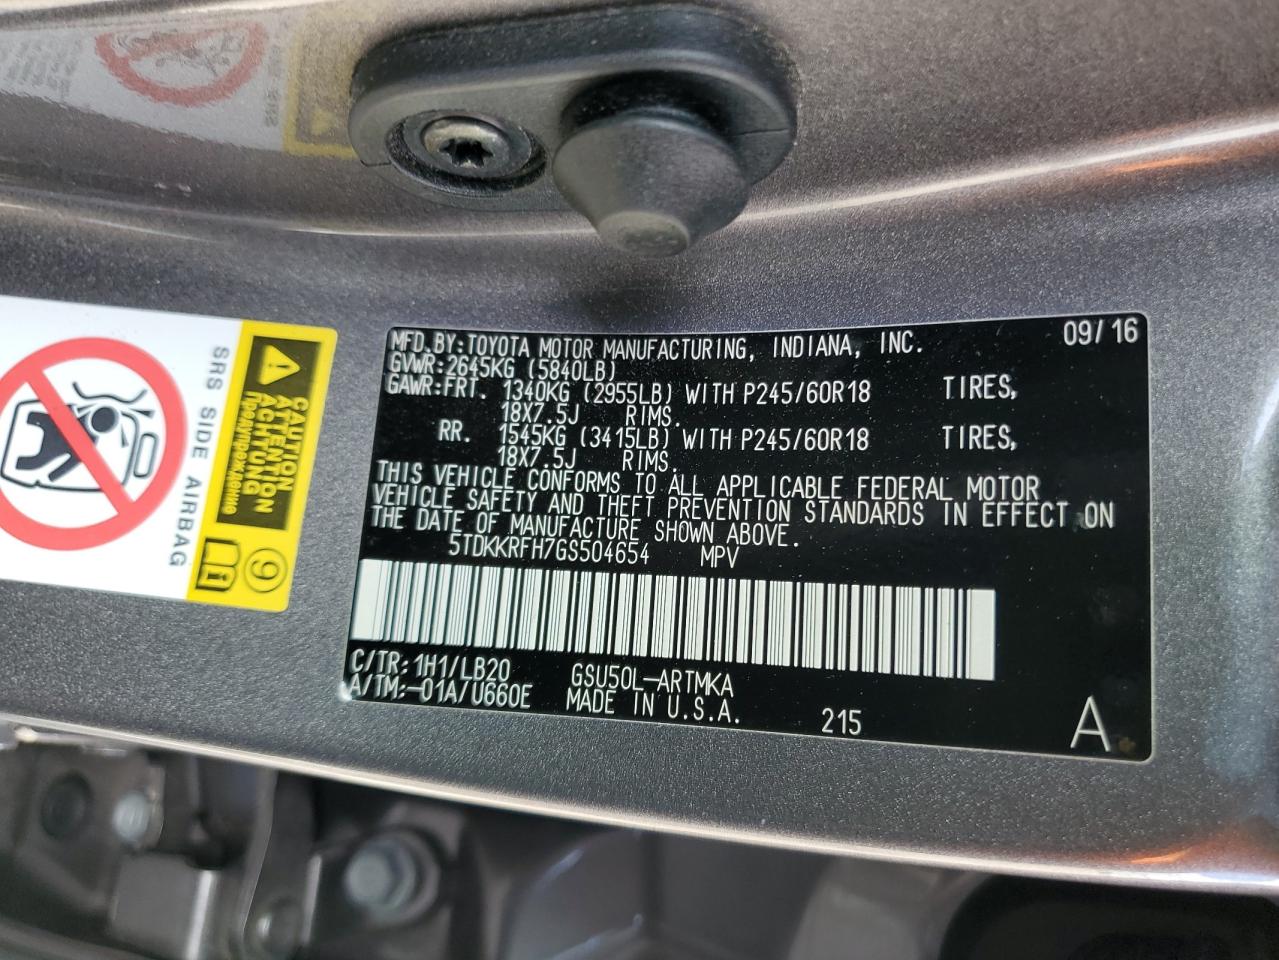 MFD.BY:TOYOTA MOTOR MANUFACTURING, INDIANA, INC. 09/16
GVWR:2645KG (5840LB)
GAWR:FRT. 1340KG (2955LB) WITH P245/60R18 TIRES,
18X7.5J RIMS.
RR. 1545KG (3415LB) WITH P245/60R18 TIRES,
18X7.5J RIMS.
THIS VEHICLE CONFORMS TO ALL APPLICABLE FEDERAL MOTOR
VEHICLE SAFETY AND THEFT PREVENTION STANDARDS IN EFFECT ON
THE DATE OF MANUFACTURE SHOWN ABOVE.
5TDKKRFH7GS504654 MPV
C/TR:1H1/LB20 GSU50L-ARTMKA
A/TM:-01A/U660E MADE IN U.S.A. 215 A
CAUTION
ATTENTION
ACHTUNG
Предупреждение
SRS SIDE AIRBAG
9